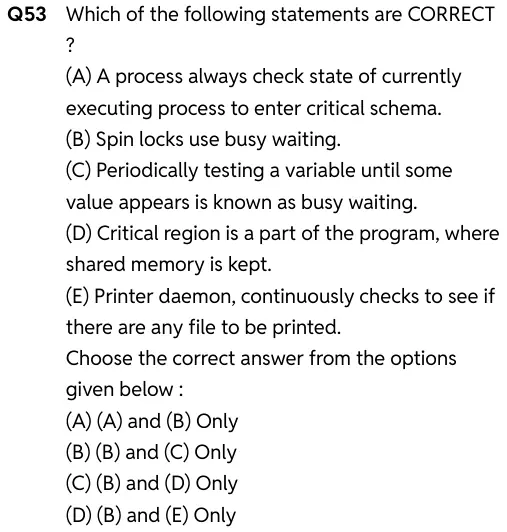 Q53 Which of the following statements are CORRECT
?
(A) A process always check state of currently
executing process to enter critical schema.
(B) Spin locks use busy waiting.
(C) Periodically testing a variable until some
value appears is known as busy waiting.
(D) Critical region is a part of the program, where
shared memory is kept.
(E) Printer daemon, continuously checks to see if
there are any file to be printed.
Choose the correct answer from the options
given below :
(A) (A) and (B) Only
(B) (B) and (C) Only
(C) (B) and (D) Only
(D) (B) and (E) Only